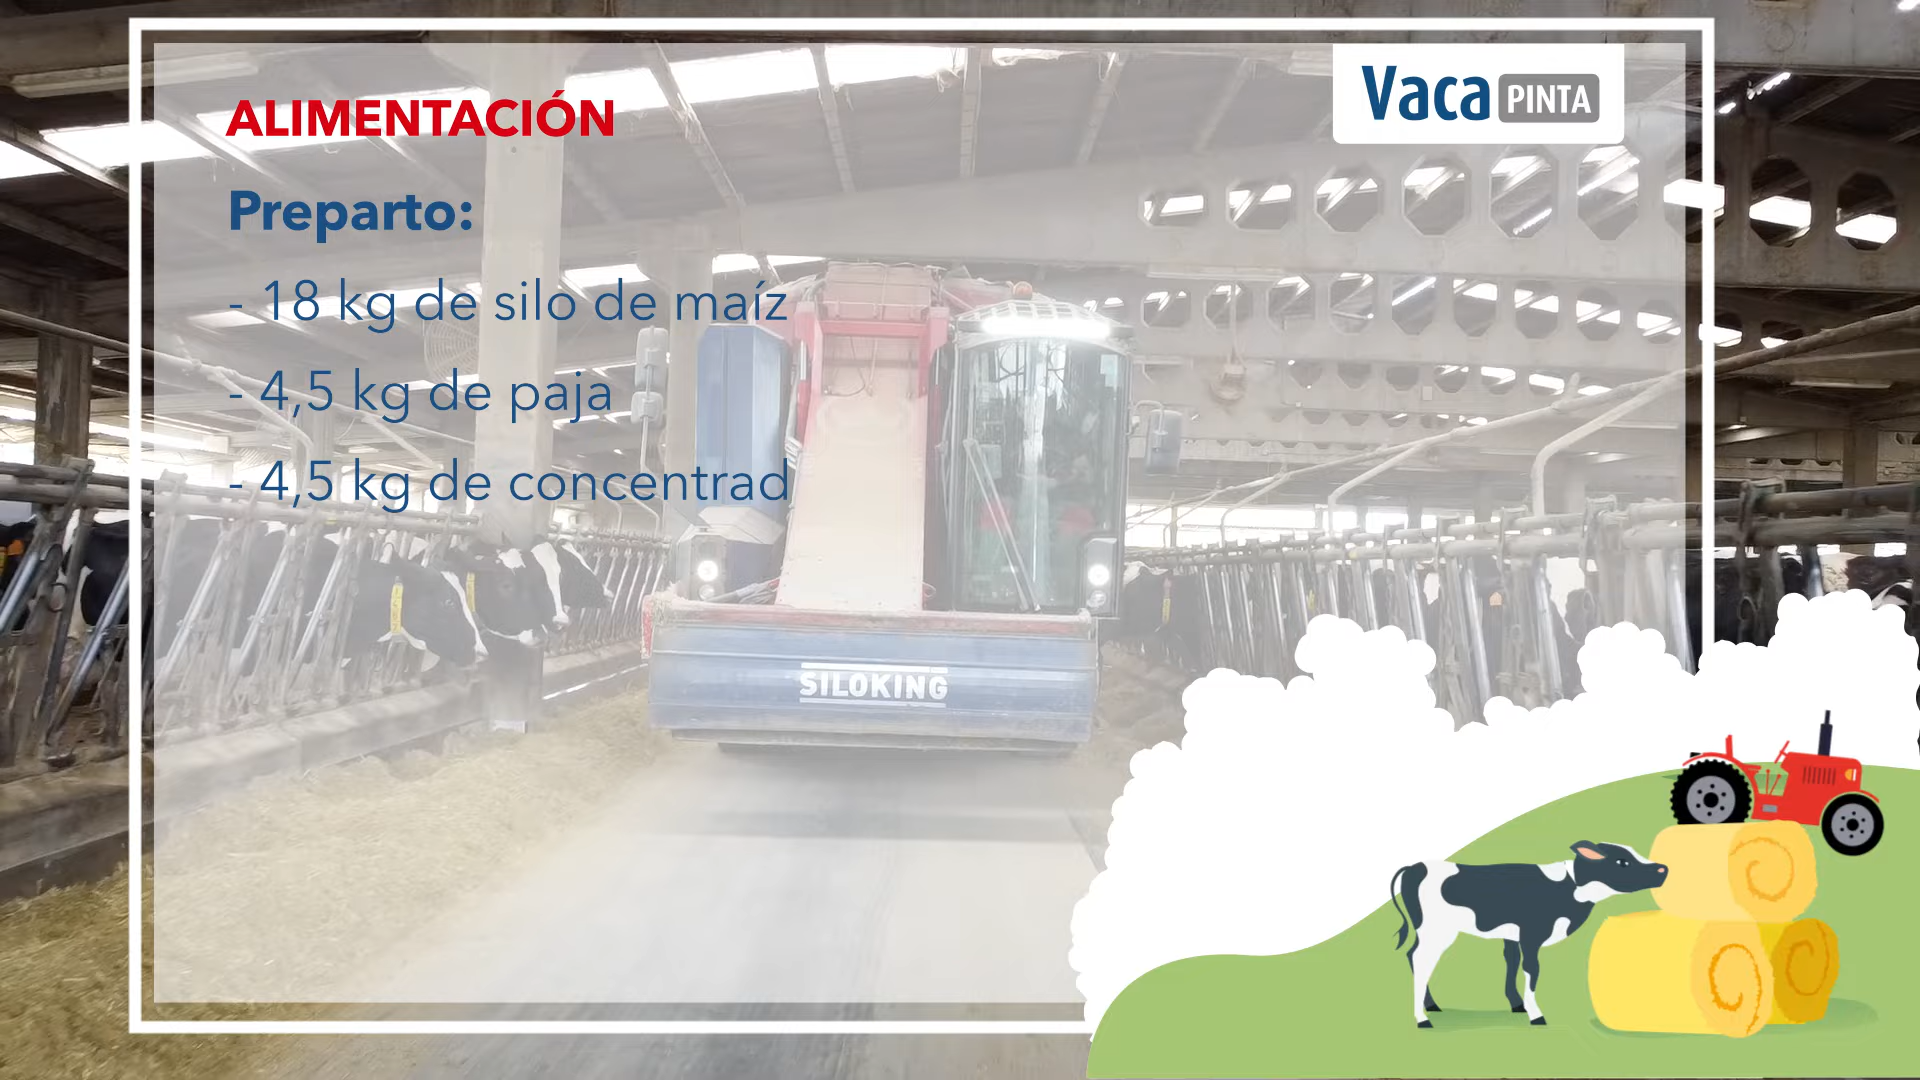 ALIMENTACIÓN
Vaca PINTA
Preparto:
- 18 kg de silo de maíz
- 4,5 kg de paja
- 4,5 kg de concentrad
SILOKING